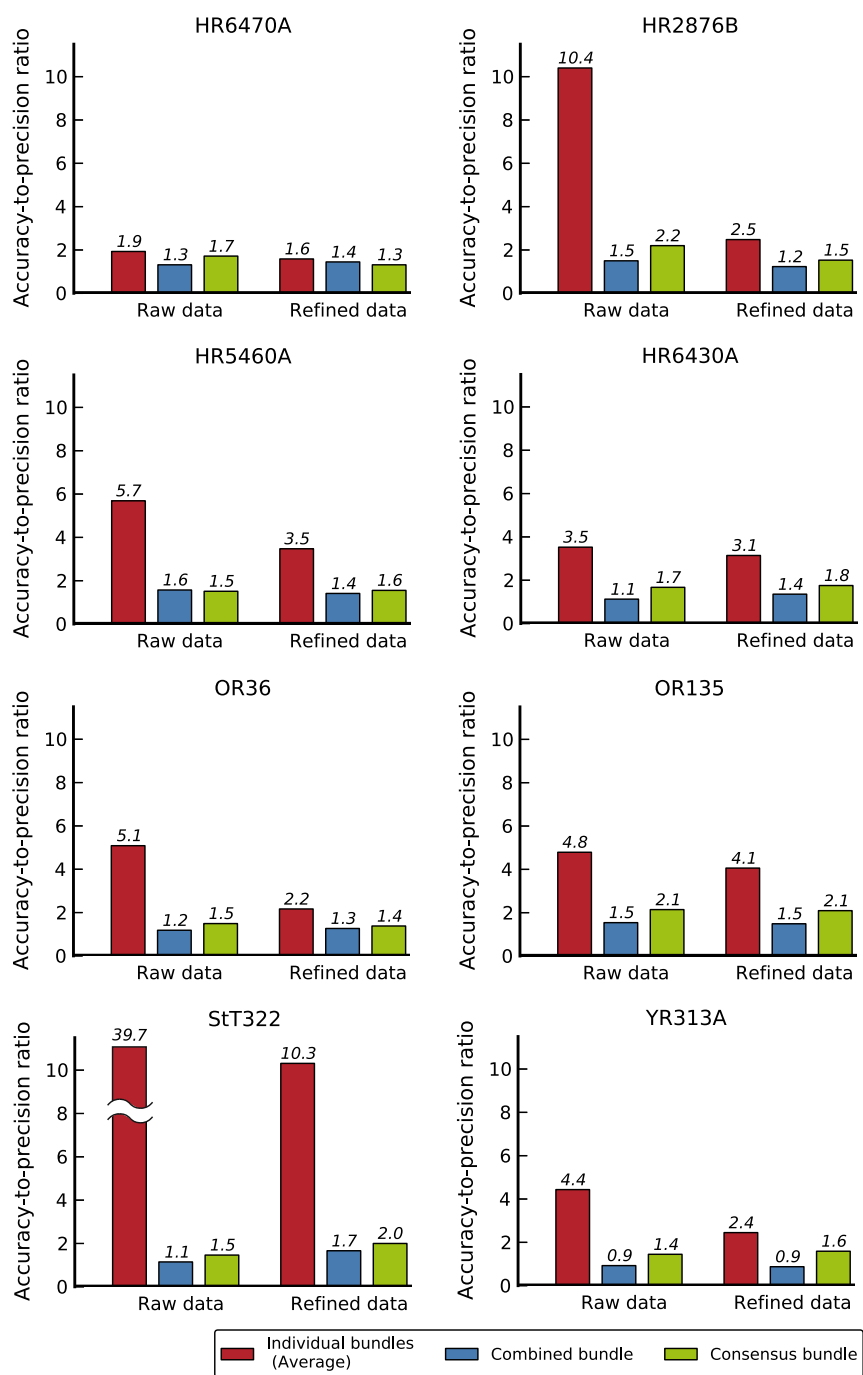 HR6470A
Accuracy-to-precision ratio
10
8
6
4
2
0
1.9
1.3
1.7
1.6
1.4
1.3
Raw data
Refined data
HR2876B
Accuracy-to-precision ratio
10
8
6
4
2
0
10.4
1.5
2.2
2.5
1.2
1.5
Raw data
Refined data
HR5460A
Accuracy-to-precision ratio
10
8
6
4
2
0
5.7
1.6
1.5
3.5
1.4
1.6
Raw data
Refined data
HR6430A
Accuracy-to-precision ratio
10
8
6
4
2
0
3.5
1.1
1.7
3.1
1.4
1.8
Raw data
Refined data
OR36
Accuracy-to-precision ratio
10
8
6
4
2
0
5.1
1.2
1.5
2.2
1.3
1.4
Raw data
Refined data
OR135
Accuracy-to-precision ratio
10
8
6
4
2
0
4.8
1.5
2.1
4.1
1.5
2.1
Raw data
Refined data
StT322
Accuracy-to-precision ratio
10
8
6
4
2
0
39.7
1.1
1.5
10.3
1.7
2.0
Raw data
Refined data
YR313A
Accuracy-to-precision ratio
10
8
6
4
2
0
4.4
0.9
1.4
2.4
0.9
1.6
Raw data
Refined data
Individual bundles
(Average)
Combined bundle
Consensus bundle